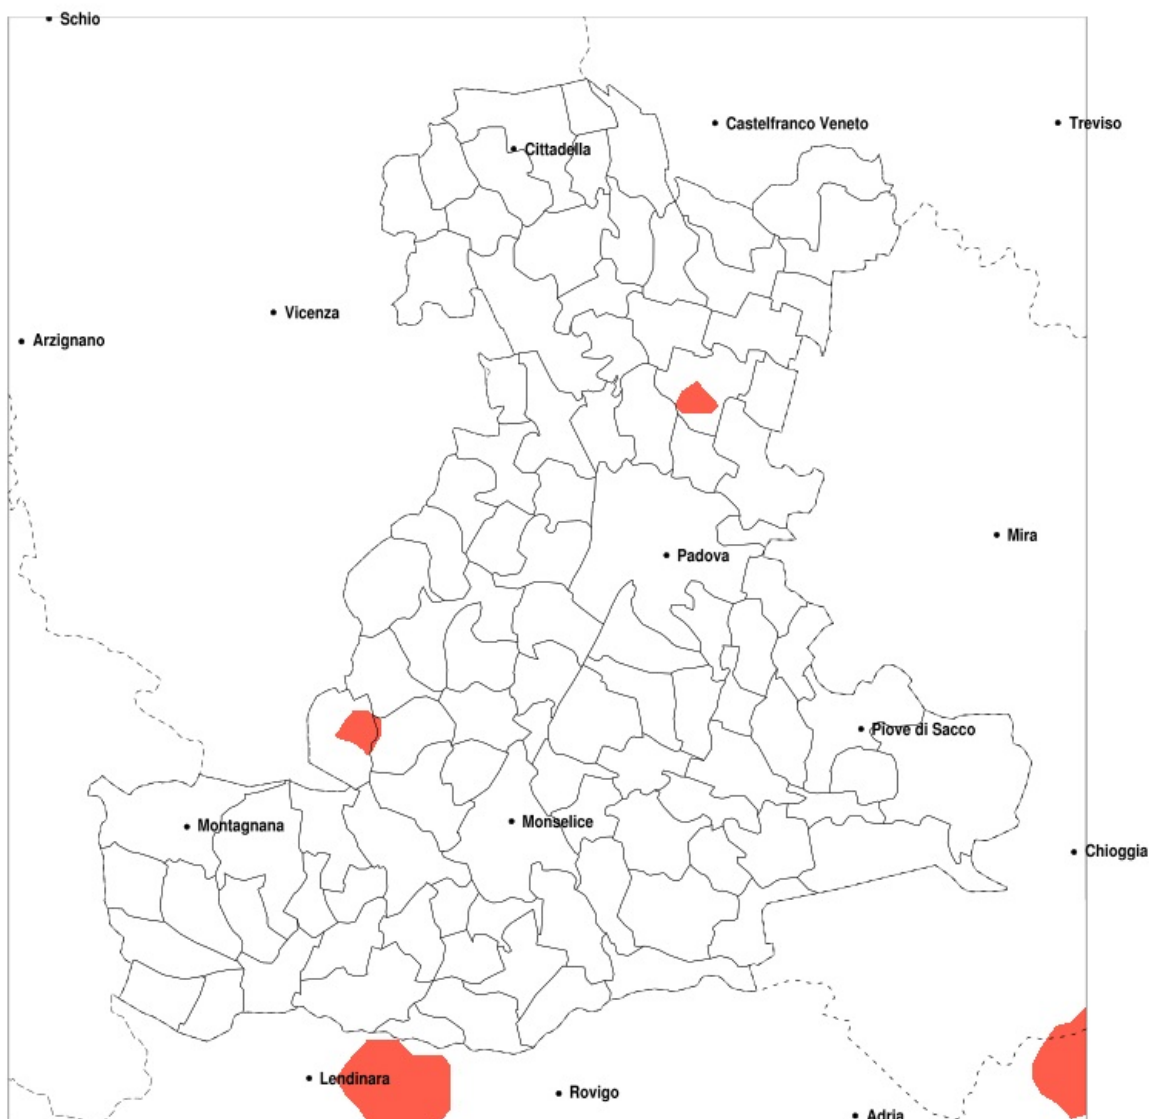 Schio
Castelfranco Veneto
Treviso
Cittadella
Vicenza
Arzignano
Mira
Padova
Piove di Sacco
Montagnana
Monselice
Chioggia
Lendinara
Rovigo
Adria